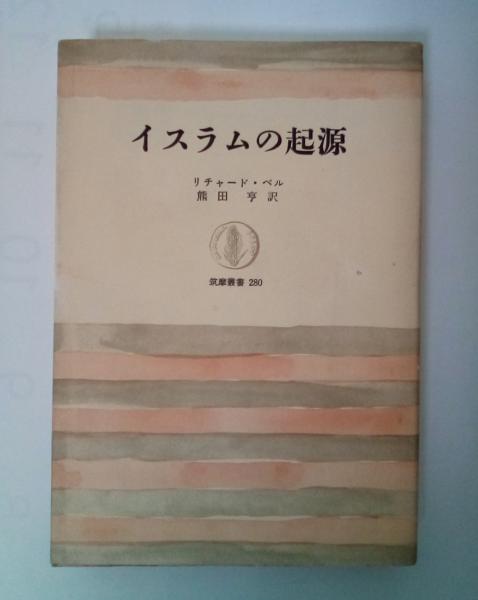 イスラムの起源
リチャード・ベル
熊田 亨 訳
筑摩叢書 280